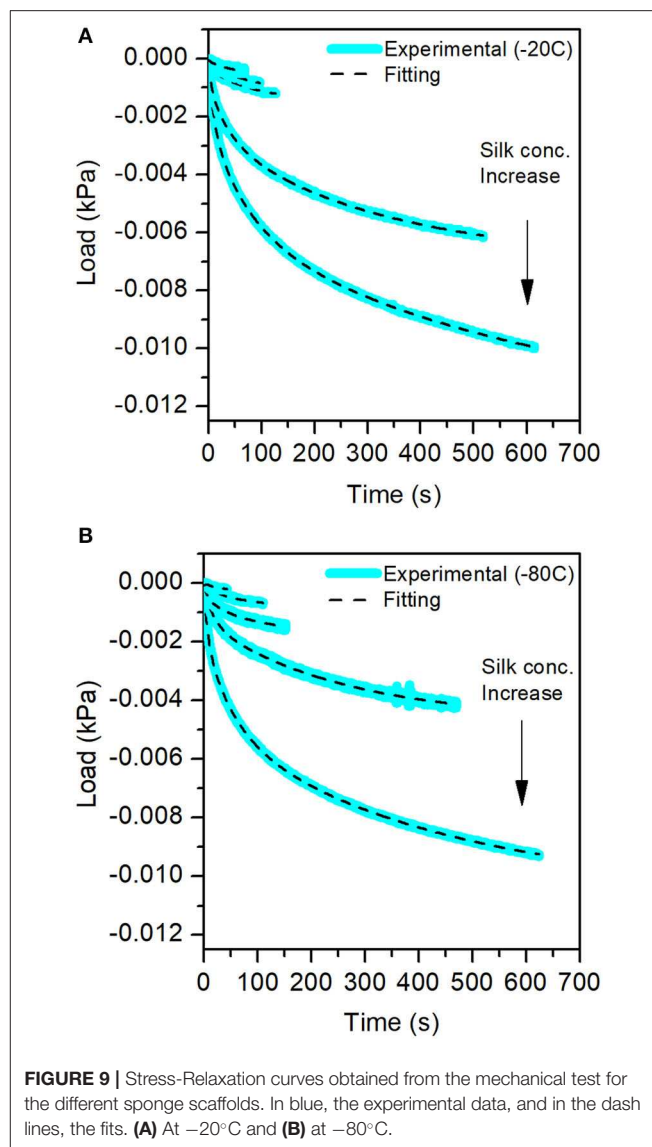 A
0.000
-0.002
-0.004
-0.006
-0.008
-0.010
-0.012
Load (kPa)
Experimental (-20C)
Fitting
Silk conc.
Increase
0 100 200 300 400 500 600 700
Time (s)
B
0.000
-0.002
-0.004
-0.006
-0.008
-0.010
-0.012
Load (kPa)
Experimental (-80C)
Fitting
Silk conc.
Increase
0 100 200 300 400 500 600 700
Time (s)
FIGURE 9 | Stress-Relaxation curves obtained from the mechanical test for
the different sponge scaffolds. In blue, the experimental data, and in the dash
lines, the fits. (A) At −20°C and (B) at −80°C.